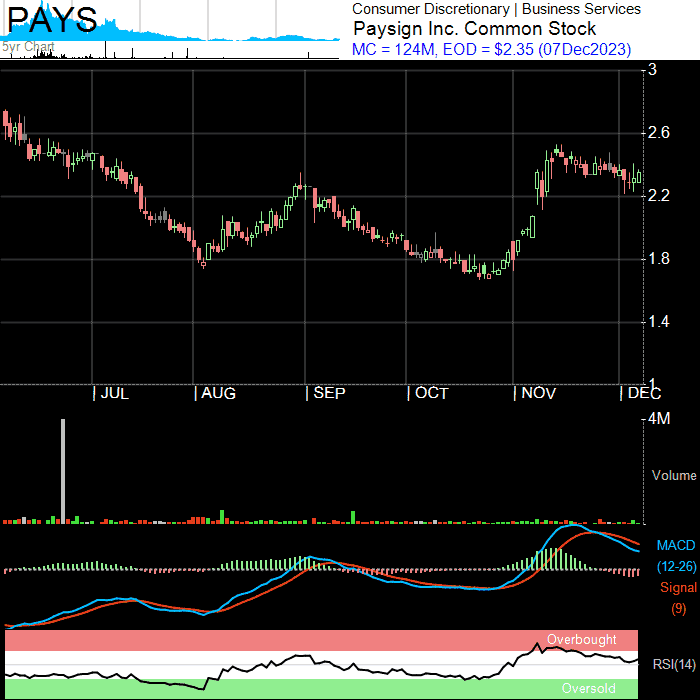 PAYS
5yr Chart
Consumer Discretionary | Business Services
Paysign Inc. Common Stock
MC = 124M, EOD = $2.35 (07Dec2023)
3
2.6
2.2
1.8
1.4
1
| JUL | AUG | SEP | OCT | NOV | DEC
4M
Volume
MACD
(12-26)
Signal
(9)
Overbought
RSI(14)
Oversold